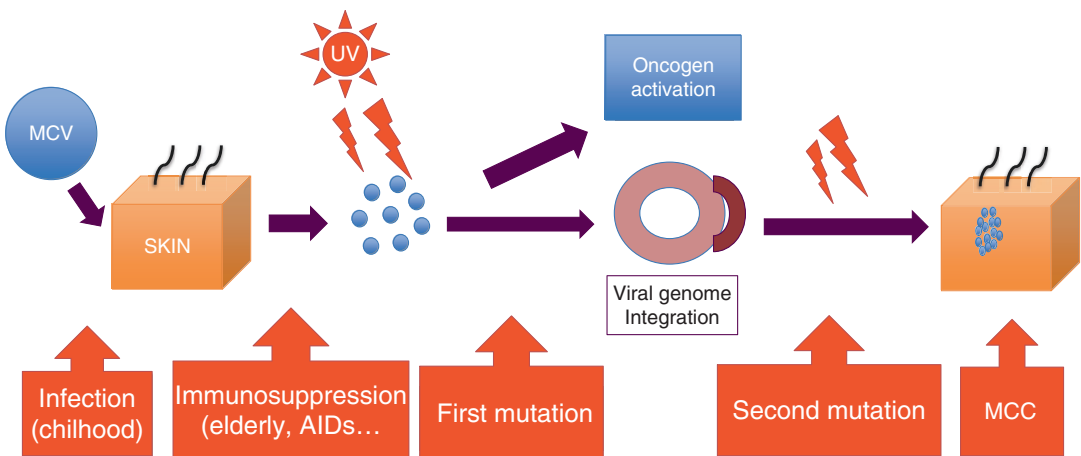 UV
MCV
SKIN
Oncogen
activation
Viral genome
Integration
Infection
(chilhood)
Immunosuppression
(elderly, AIDs...
First mutation
Second mutation
MCC